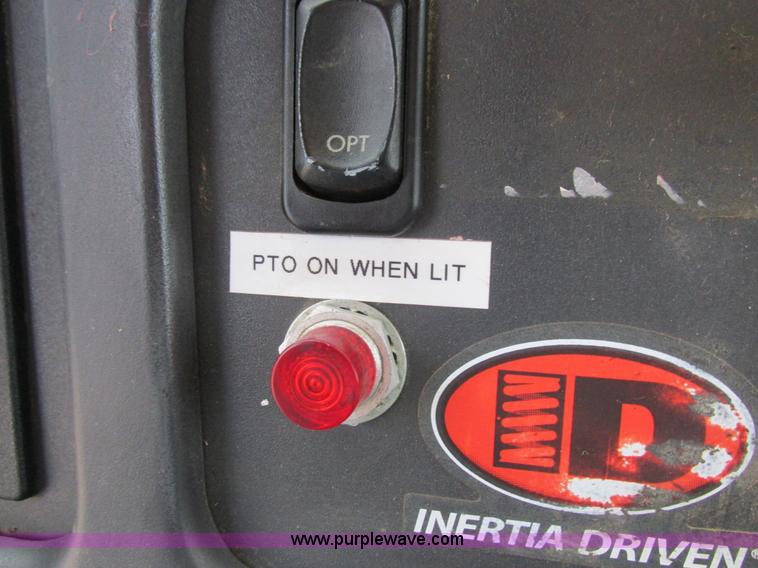 OPT
PTO ON WHEN LIT
D
INERTIA DRIVEN®
www.purplewave.com